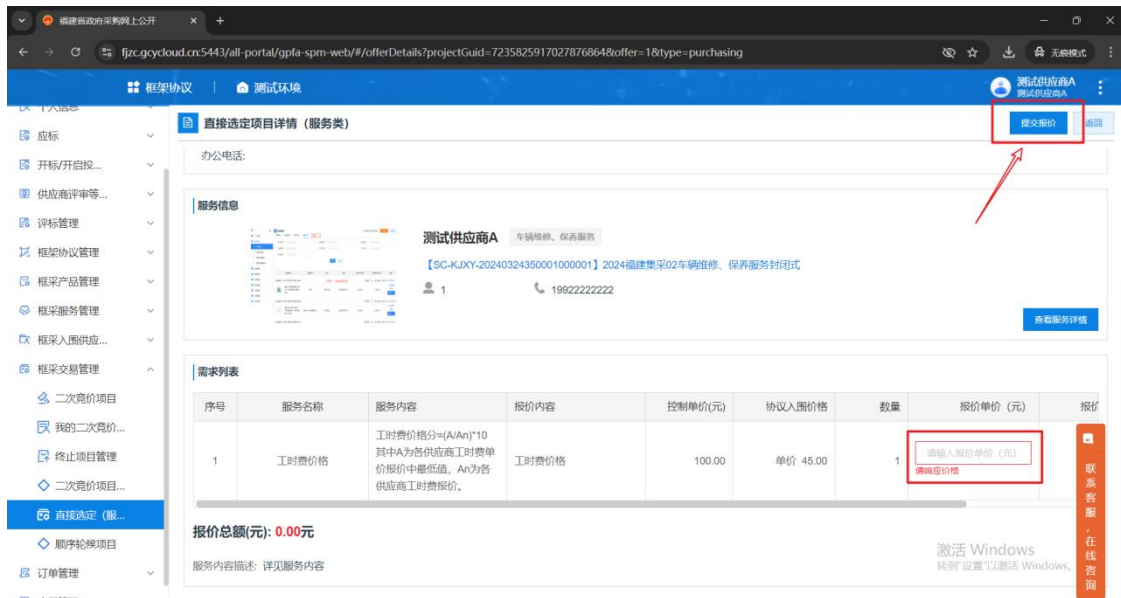 福建省政府采购网上公开
fjzc.gcycloud.cn:5443/all-portal/gpfa-spm-web/#/offerDetails?projectGuid=7235825917027876864&offer=1&type=purchasing
无痕模式
框架协议
测试环境
测试供应商A
测试供应商A
个人信息
应标
开标/开启投...
供应商评审等...
评标管理
框架协议管理
框采产品管理
框采服务管理
框采入围供应...
框采交易管理
二次竞价项目
我的二次竞价...
终止项目管理
二次竞价项目...
直接选定（服...
顺序轮候项目
订单管理
直接选定项目详情（服务类）
提交报价
返回
办公电话:
服务信息
测试供应商A
车辆维修、保养服务
【SC-KJXY-20240324350001000001】2024福建集采02车辆维修、保养服务封闭式
1
19922222222
查看服务详情
需求列表
序号 服务名称 服务内容 报价内容 控制单价(元) 协议入围价格 数量 报价单价（元） 报价
1
工时费价格
工时费价格分=(A/An)*10
其中A为各供应商工时费单
价报价中最低值，An为各
供应商工时费报价。
工时费价格
100.00
单价 45.00
1
请输入报价单价（元）
请响应价格
报价总额(元): 0.00元
服务内容描述: 详见服务内容
激活 Windows
转到"设置"以激活 Windows。
联系客服，在线咨询